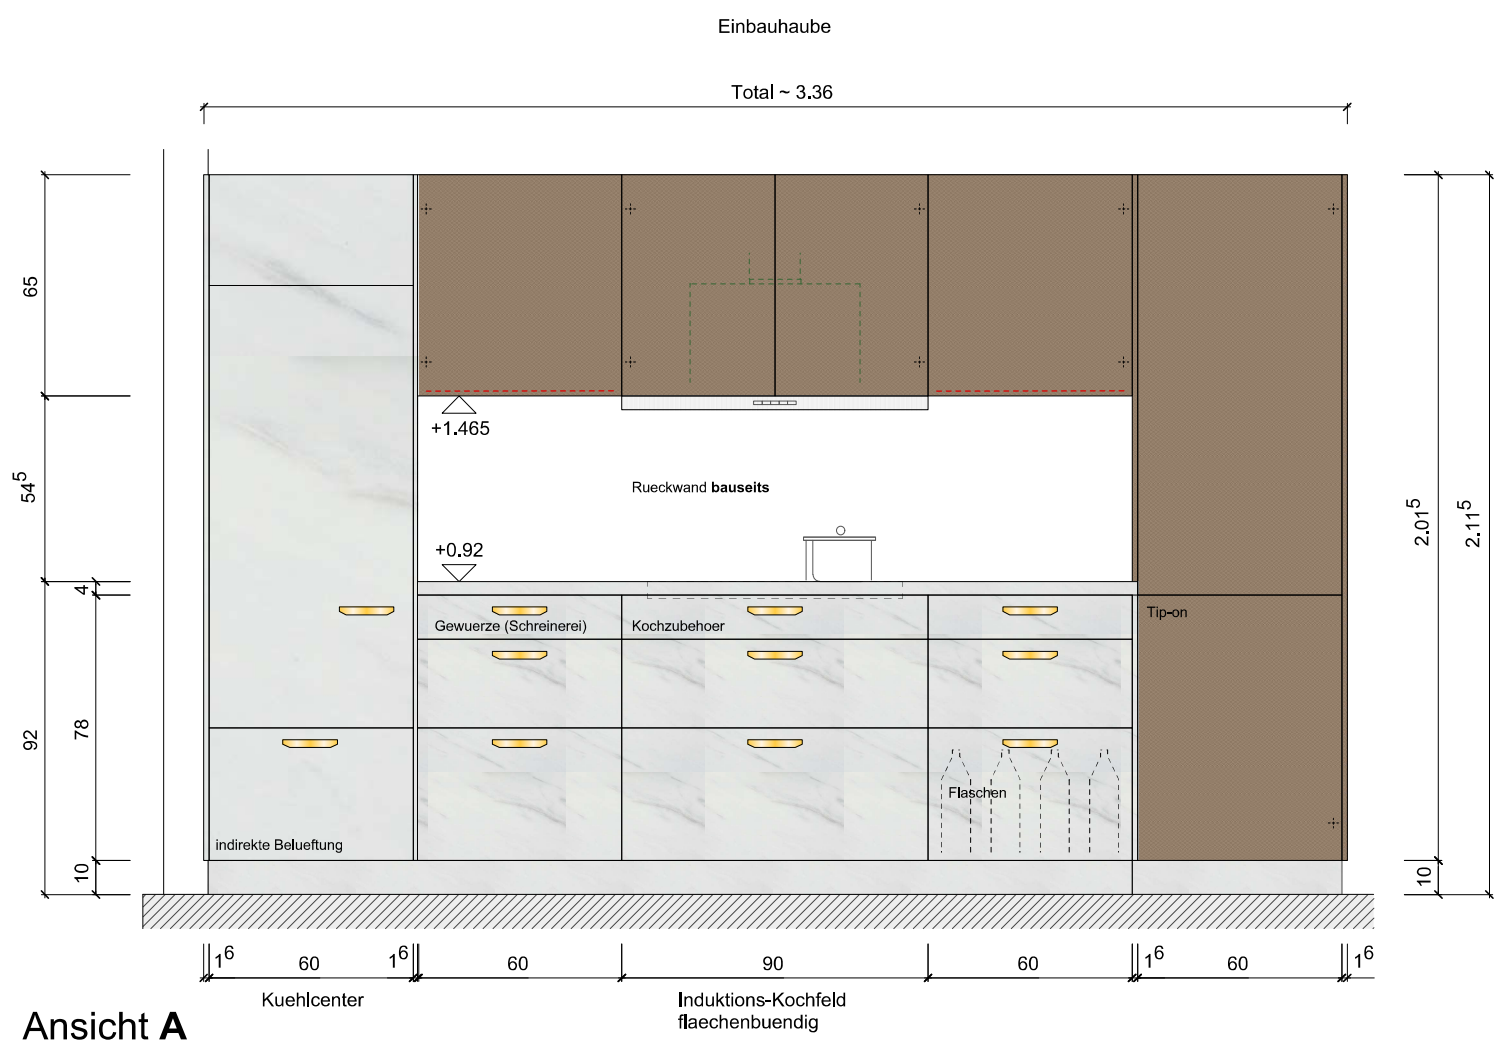 Einbauhaube
Total ~ 3.36
65
54⁵
92
4
78
10
+1.465
Rueckwand bauseits
+0.92
Gewuerze (Schreinerei)
Kochzubehoer
Tip-on
Flaschen
indirekte Belueftung
2.01⁵
10
2.11⁵
1⁶ 60 1⁶ 60 90 60 1⁶ 60 1⁶
Kuehlcenter
Induktions-Kochfeld
flaechenbuendig
Ansicht A